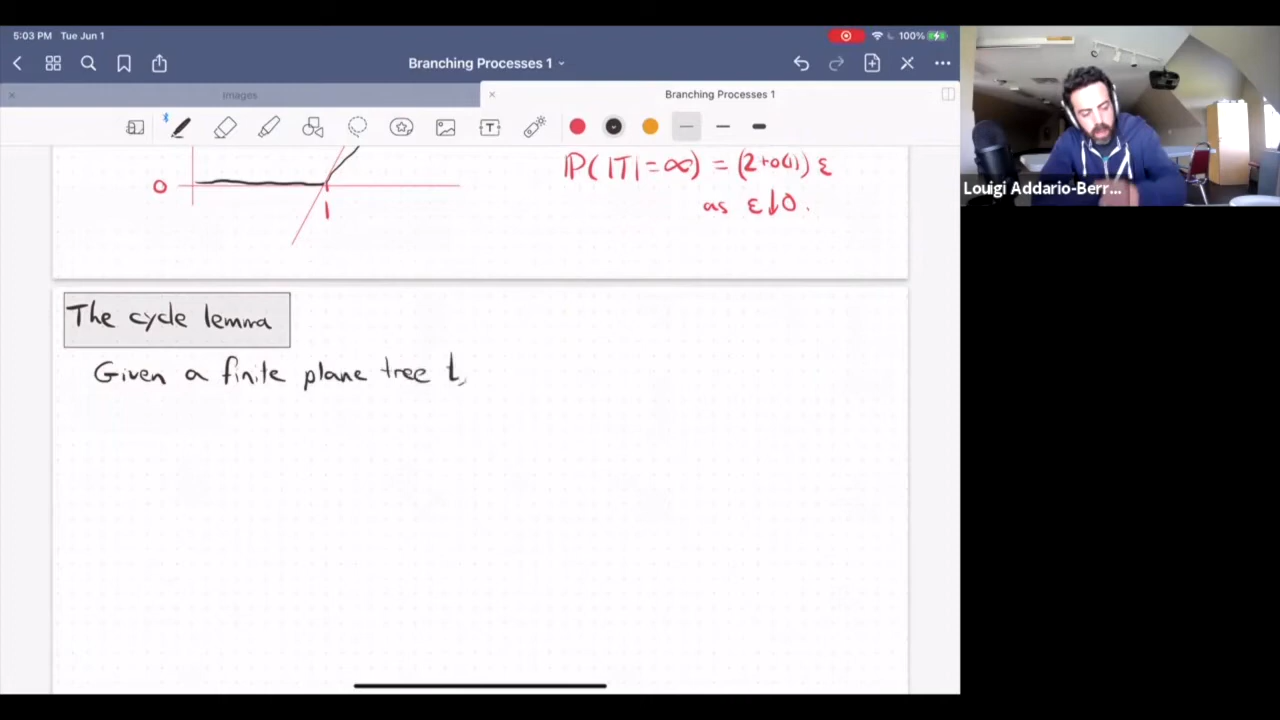 5:03 PM Tue Jun 1
100%
Branching Processes 1
Images
Branching Processes 1
0
1
P(|T|=∞) = (2+o(1)) ε
as ε↓0.
Louigi Addario-Berr...
The cycle lemma
Given a finite plane tree t,